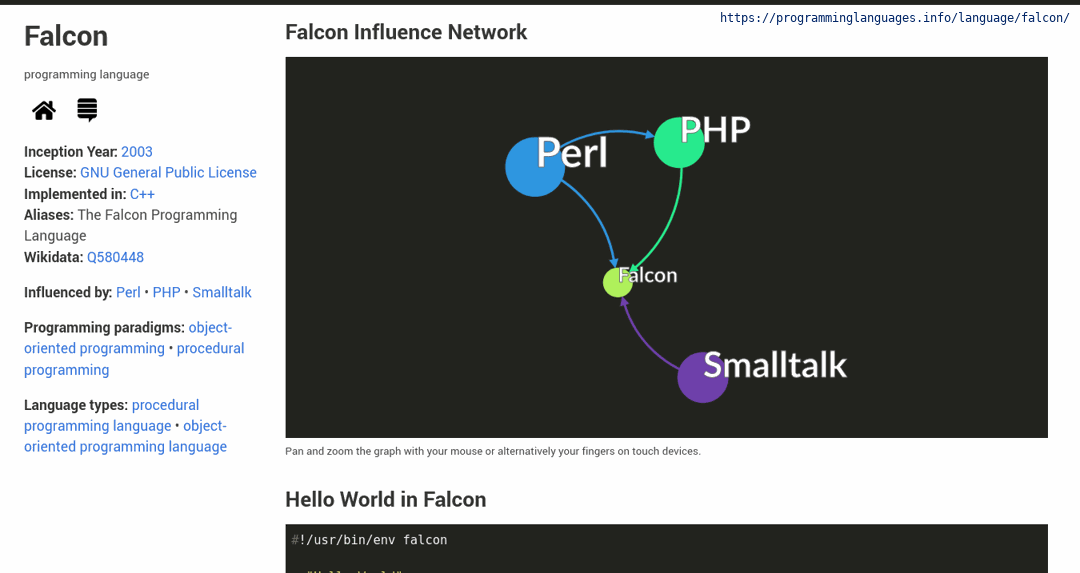 https://programminglanguages.info/language/falcon/
Falcon
programming language
Inception Year: 2003
License: GNU General Public License
Implemented in: C++
Aliases: The Falcon Programming
Language
Wikidata: Q580448
Influenced by: Perl • PHP • Smalltalk
Programming paradigms: object-
oriented programming • procedural
programming
Language types: procedural
programming language • object-
oriented programming language
Falcon Influence Network
Perl
PHP
Falcon
Smalltalk
Pan and zoom the graph with your mouse or alternatively your fingers on touch devices.
Hello World in Falcon
#!/usr/bin/env falcon